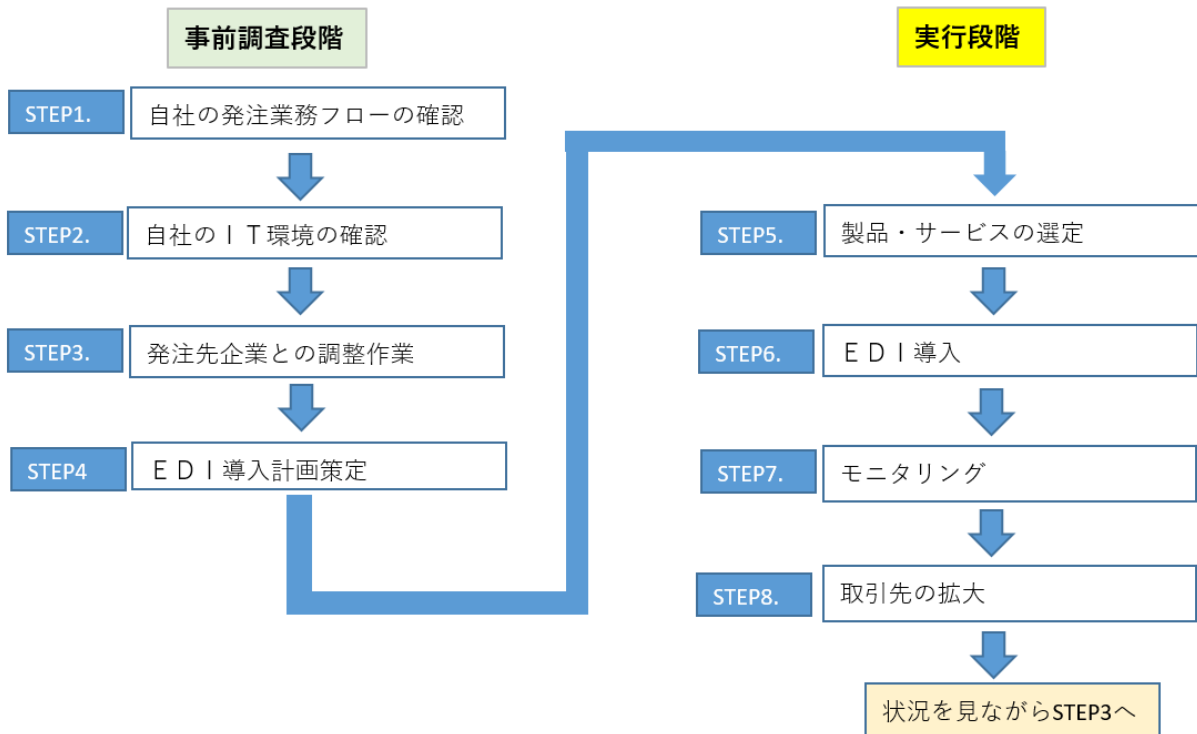 事前調査段階
STEP1.
自社の発注業務フローの確認
STEP2.
自社のＩＴ環境の確認
STEP3.
発注先企業との調整作業
STEP4
ＥＤＩ導入計画策定
実行段階
STEP5.
製品・サービスの選定
STEP6.
ＥＤＩ導入
STEP7.
モニタリング
STEP8.
取引先の拡大
状況を見ながらSTEP3へ